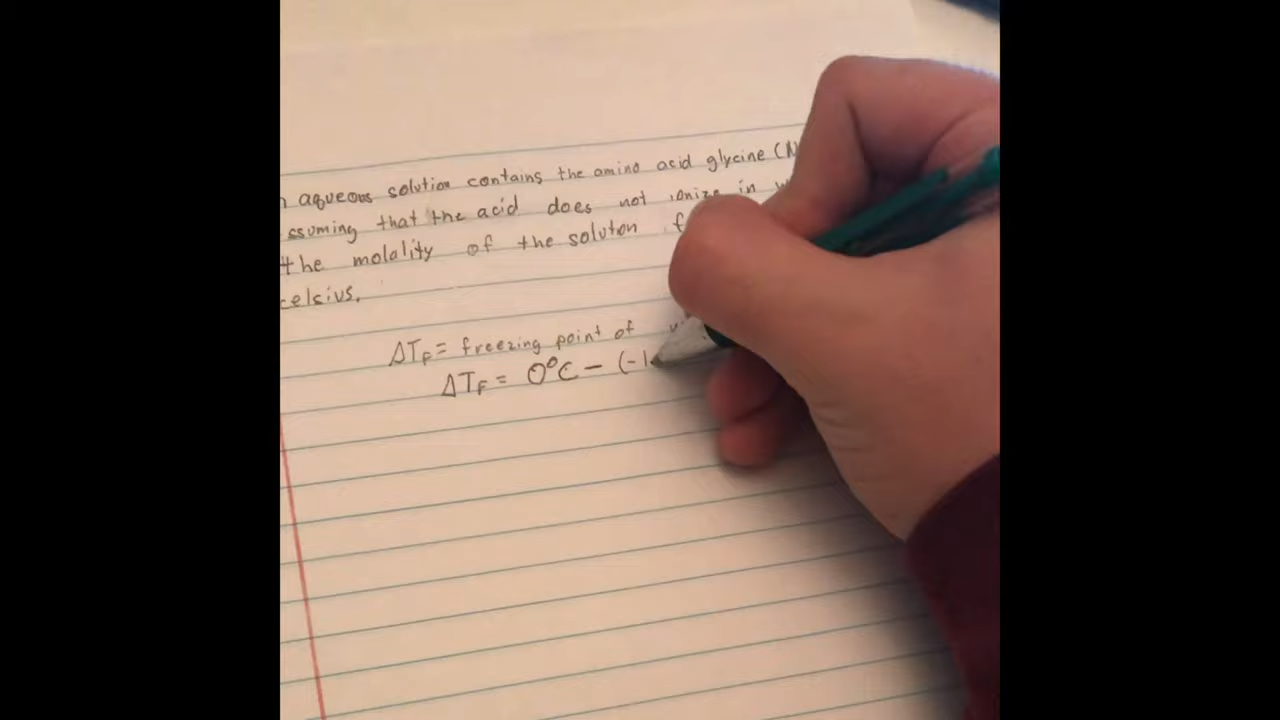 aqueous solution contains the amino acid glycine (N
ssuming that the acid does not ionize in
the molality of the soluton
celsius.
ΔTF = freezing point of
ΔTF = 0°C - (-1